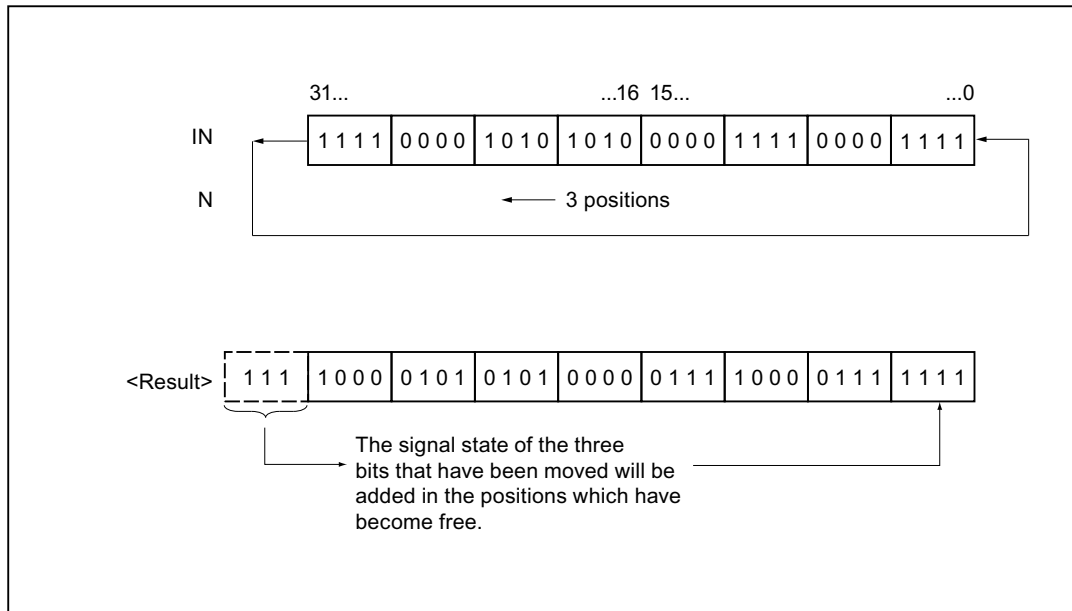 31... ...16 15... ...0
IN 1111 0000 1010 1010 0000 1111 0000 1111
N 3 positions
<Result> 111 1000 0101 0101 0000 0111 1000 0111 1111
The signal state of the three
bits that have been moved will be
added in the positions which have
become free.